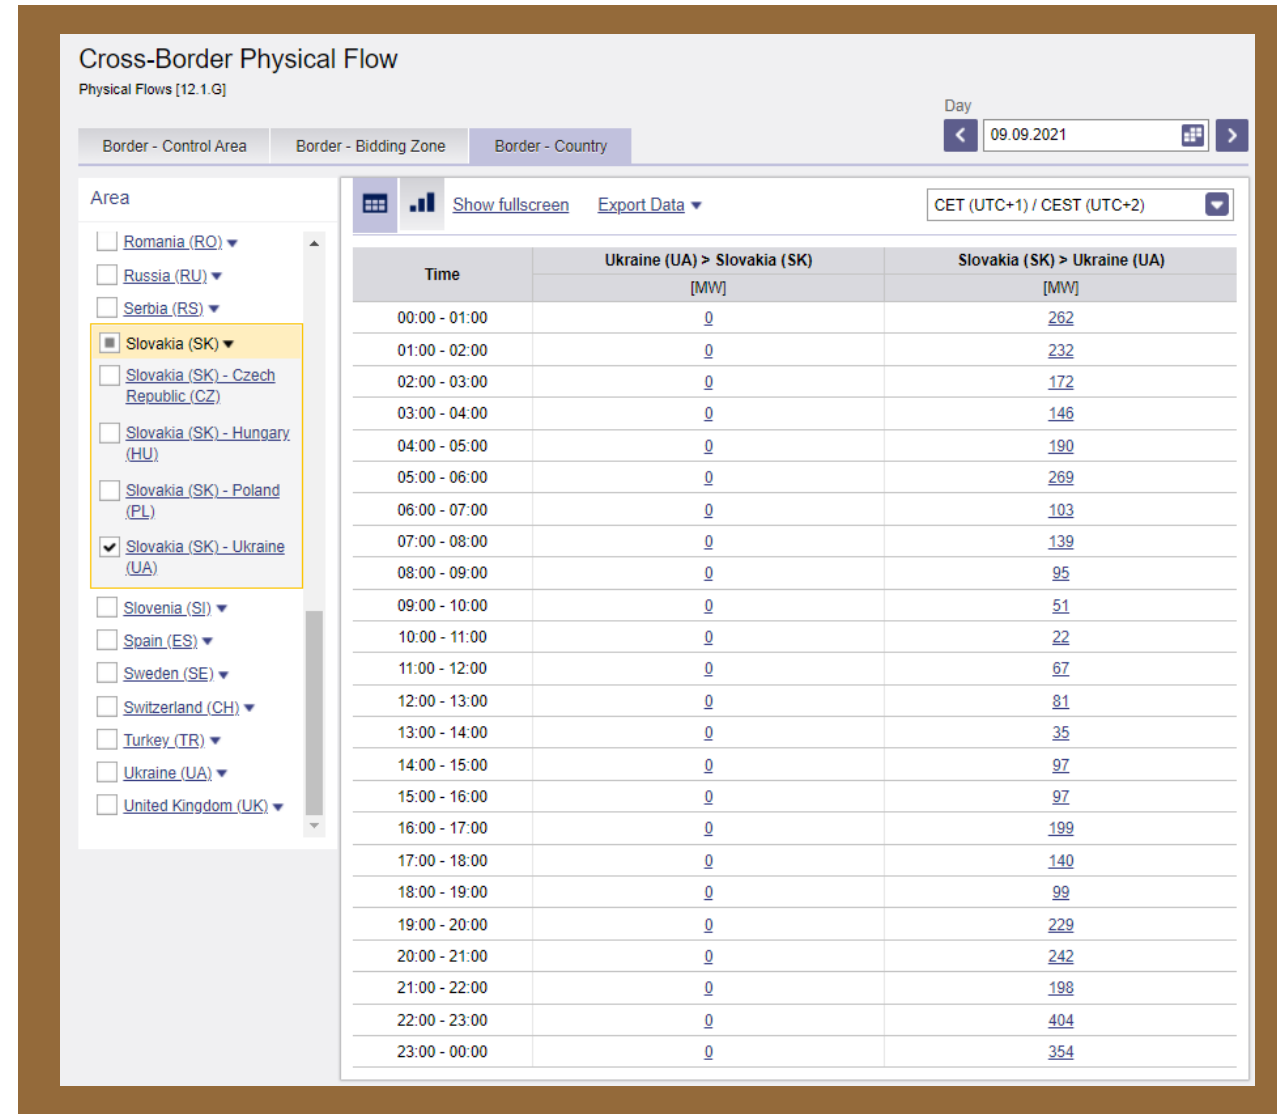 Cross-Border Physical Flow
Physical Flows [12.1.G]
Day
09.09.2021
Border - Control Area
Border - Bidding Zone
Border - Country
Area
Romania (RO)
Russia (RU)
Serbia (RS)
Slovakia (SK)
Slovakia (SK) - Czech
Republic (CZ)
Slovakia (SK) - Hungary
(HU)
Slovakia (SK) - Poland
(PL)
Slovakia (SK) - Ukraine
(UA)
Slovenia (SI)
Spain (ES)
Sweden (SE)
Switzerland (CH)
Turkey (TR)
Ukraine (UA)
United Kingdom (UK)
Show fullscreen
Export Data
CET (UTC+1) / CEST (UTC+2)
Time Ukraine (UA) > Slovakia (SK) Slovakia (SK) > Ukraine (UA)
[MW] [MW]
00:00 - 01:00 0 262
01:00 - 02:00 0 232
02:00 - 03:00 0 172
03:00 - 04:00 0 146
04:00 - 05:00 0 190
05:00 - 06:00 0 269
06:00 - 07:00 0 103
07:00 - 08:00 0 139
08:00 - 09:00 0 95
09:00 - 10:00 0 51
10:00 - 11:00 0 22
11:00 - 12:00 0 67
12:00 - 13:00 0 81
13:00 - 14:00 0 35
14:00 - 15:00 0 97
15:00 - 16:00 0 97
16:00 - 17:00 0 199
17:00 - 18:00 0 140
18:00 - 19:00 0 99
19:00 - 20:00 0 229
20:00 - 21:00 0 242
21:00 - 22:00 0 198
22:00 - 23:00 0 404
23:00 - 00:00 0 354